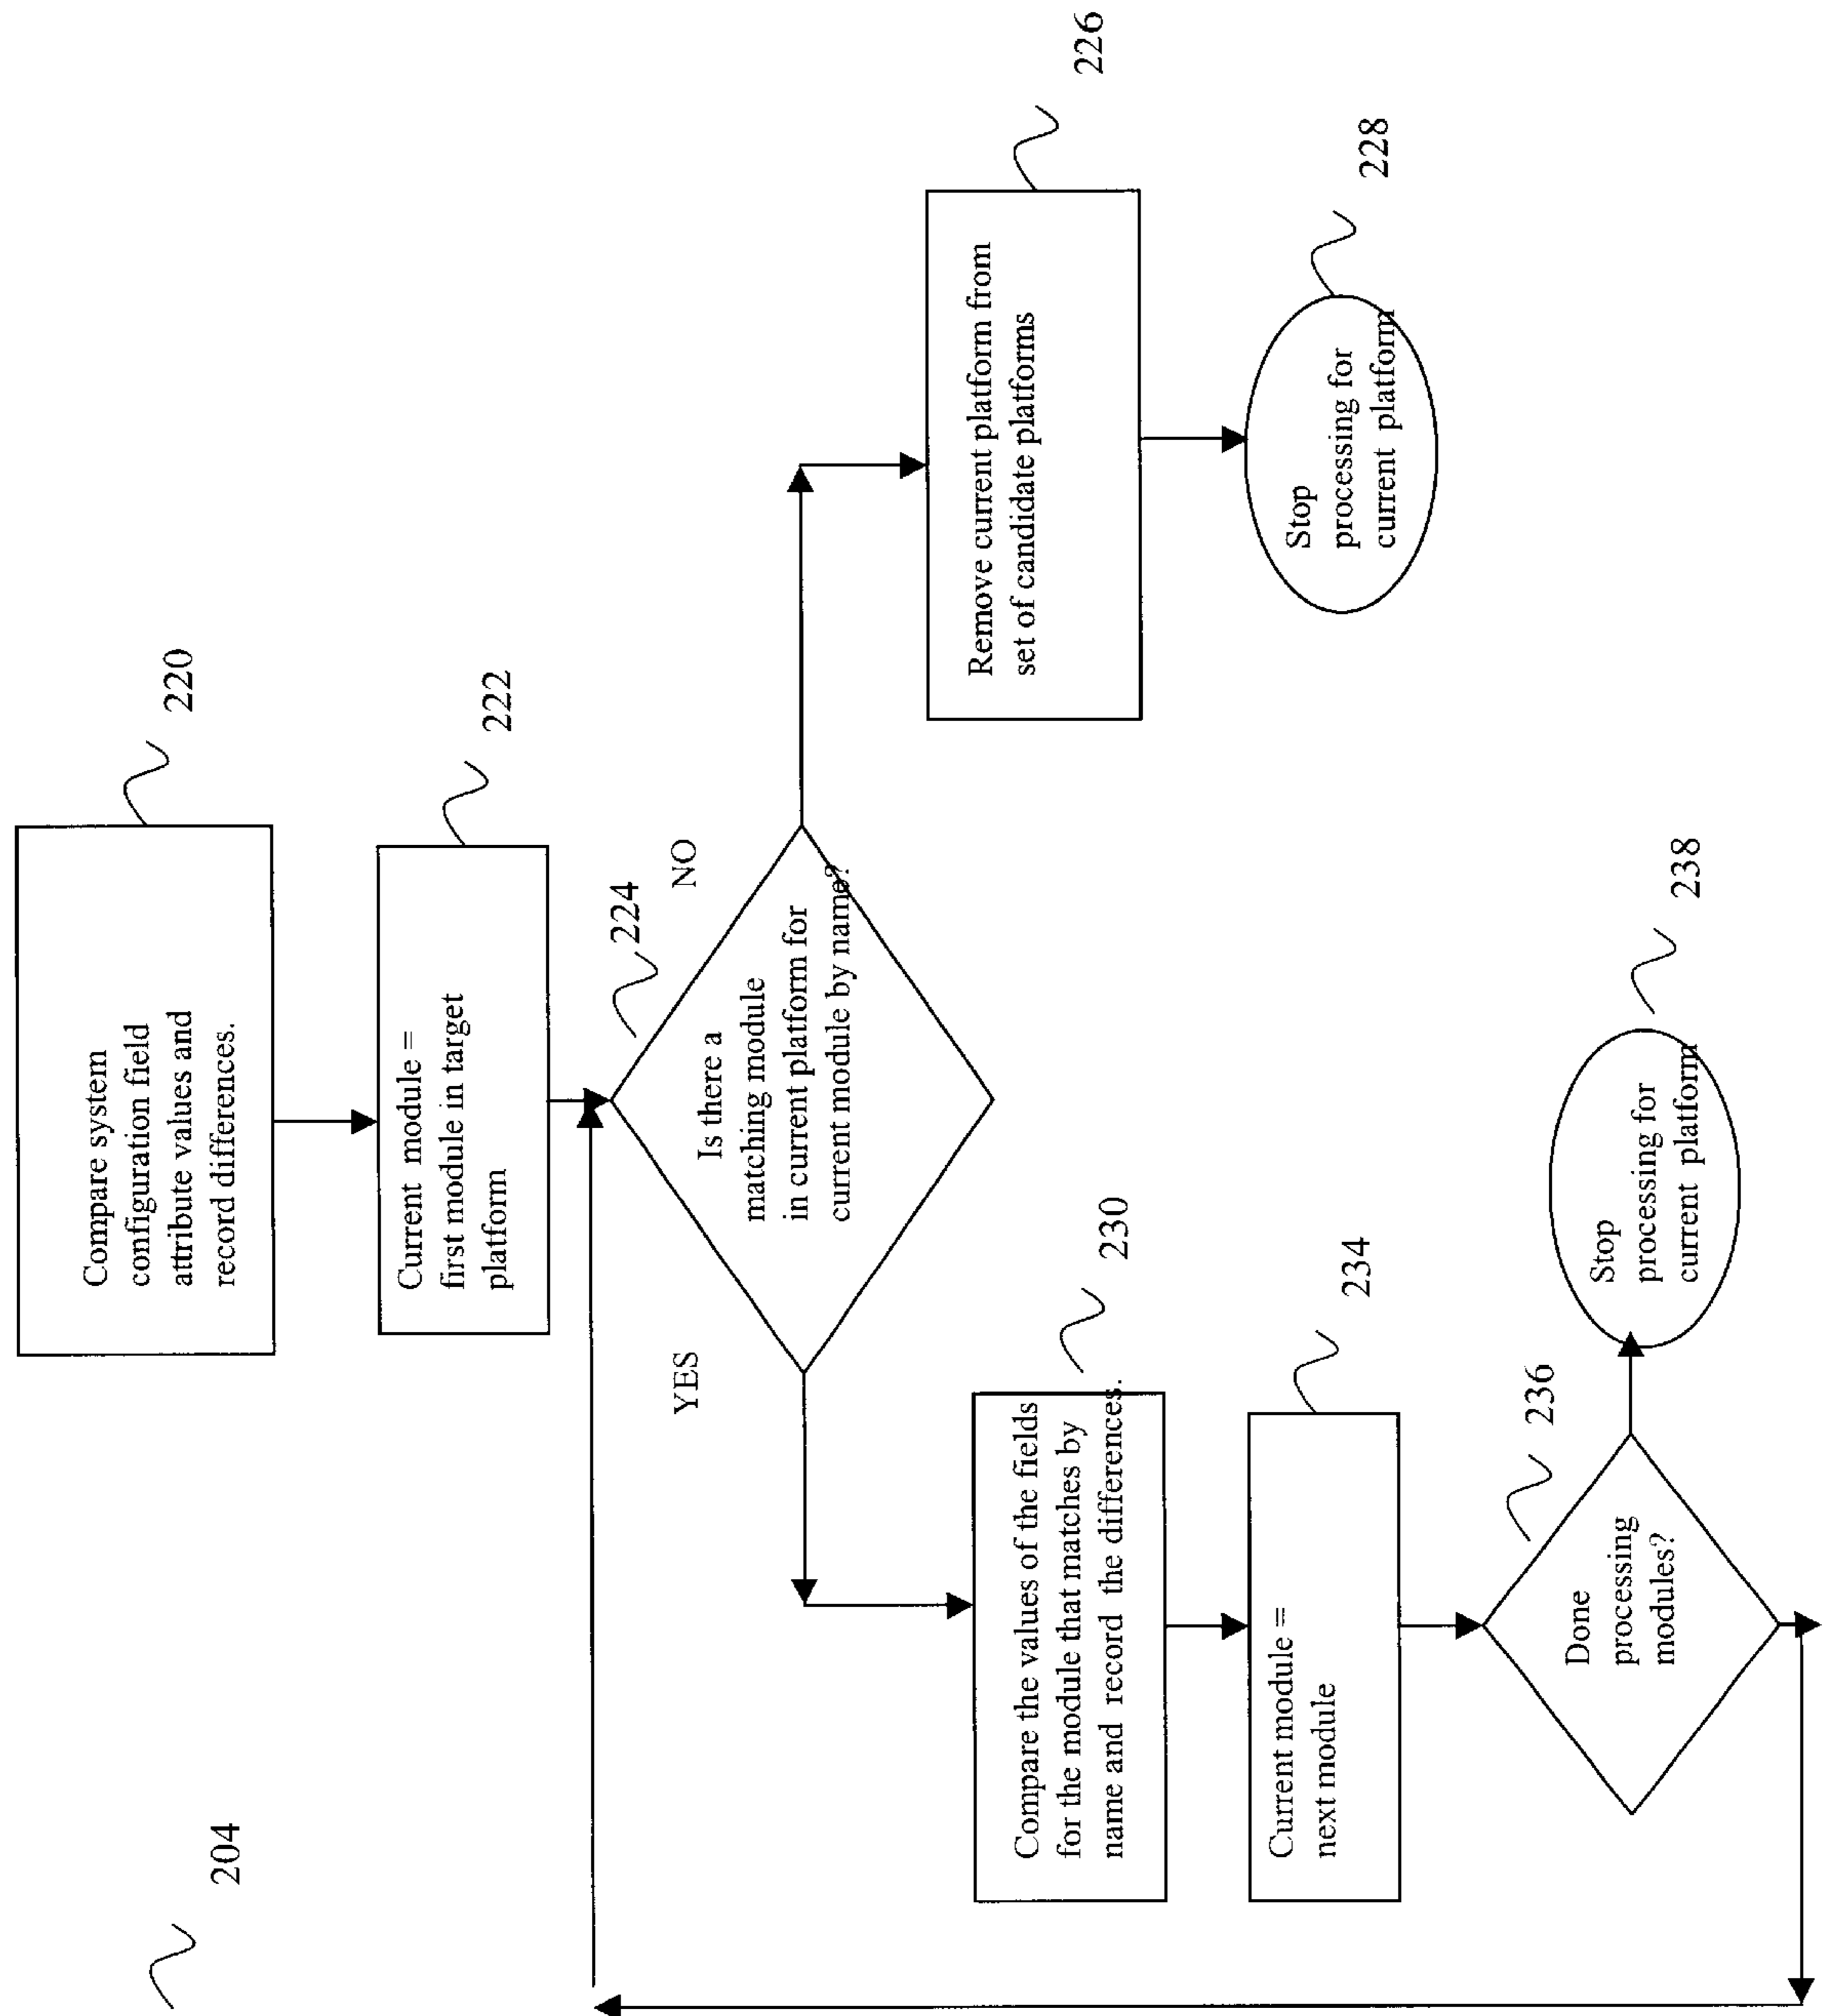 204
Compare system
configuration field
attribute values and
record differences.
220
Current module =
first module in target
platform
222
224
YES
NO
Is there a
matching module
in current platform for
current module by name?
Remove current platform from
set of candidate platforms
226
Stop
processing for
current platform
228
Compare the values of the fields
for the module that matches by
name and record the differences.
230
Current module =
next module
234
Done
processing
modules?
236
Stop
processing for
current platform
238